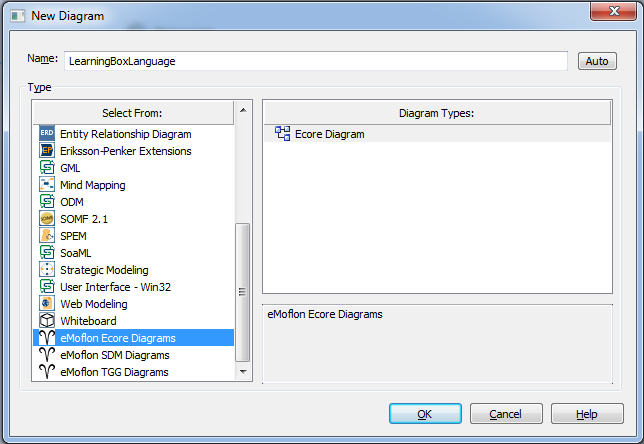 New Diagram
Name: LearningBoxLanguage Auto
Type
Select From:
ERD Entity Relationship Diagram
EP Eriksson-Penker Extensions
GML
Mind Mapping
ODM
SOMF 2.1
SPEM
SoaML
Strategic Modeling
User Interface - Win32
Web Modeling
Whiteboard
eMoflon Ecore Diagrams
eMoflon SDM Diagrams
eMoflon TGG Diagrams
Diagram Types:
Ecore Diagram
eMoflon Ecore Diagrams
OK Cancel Help